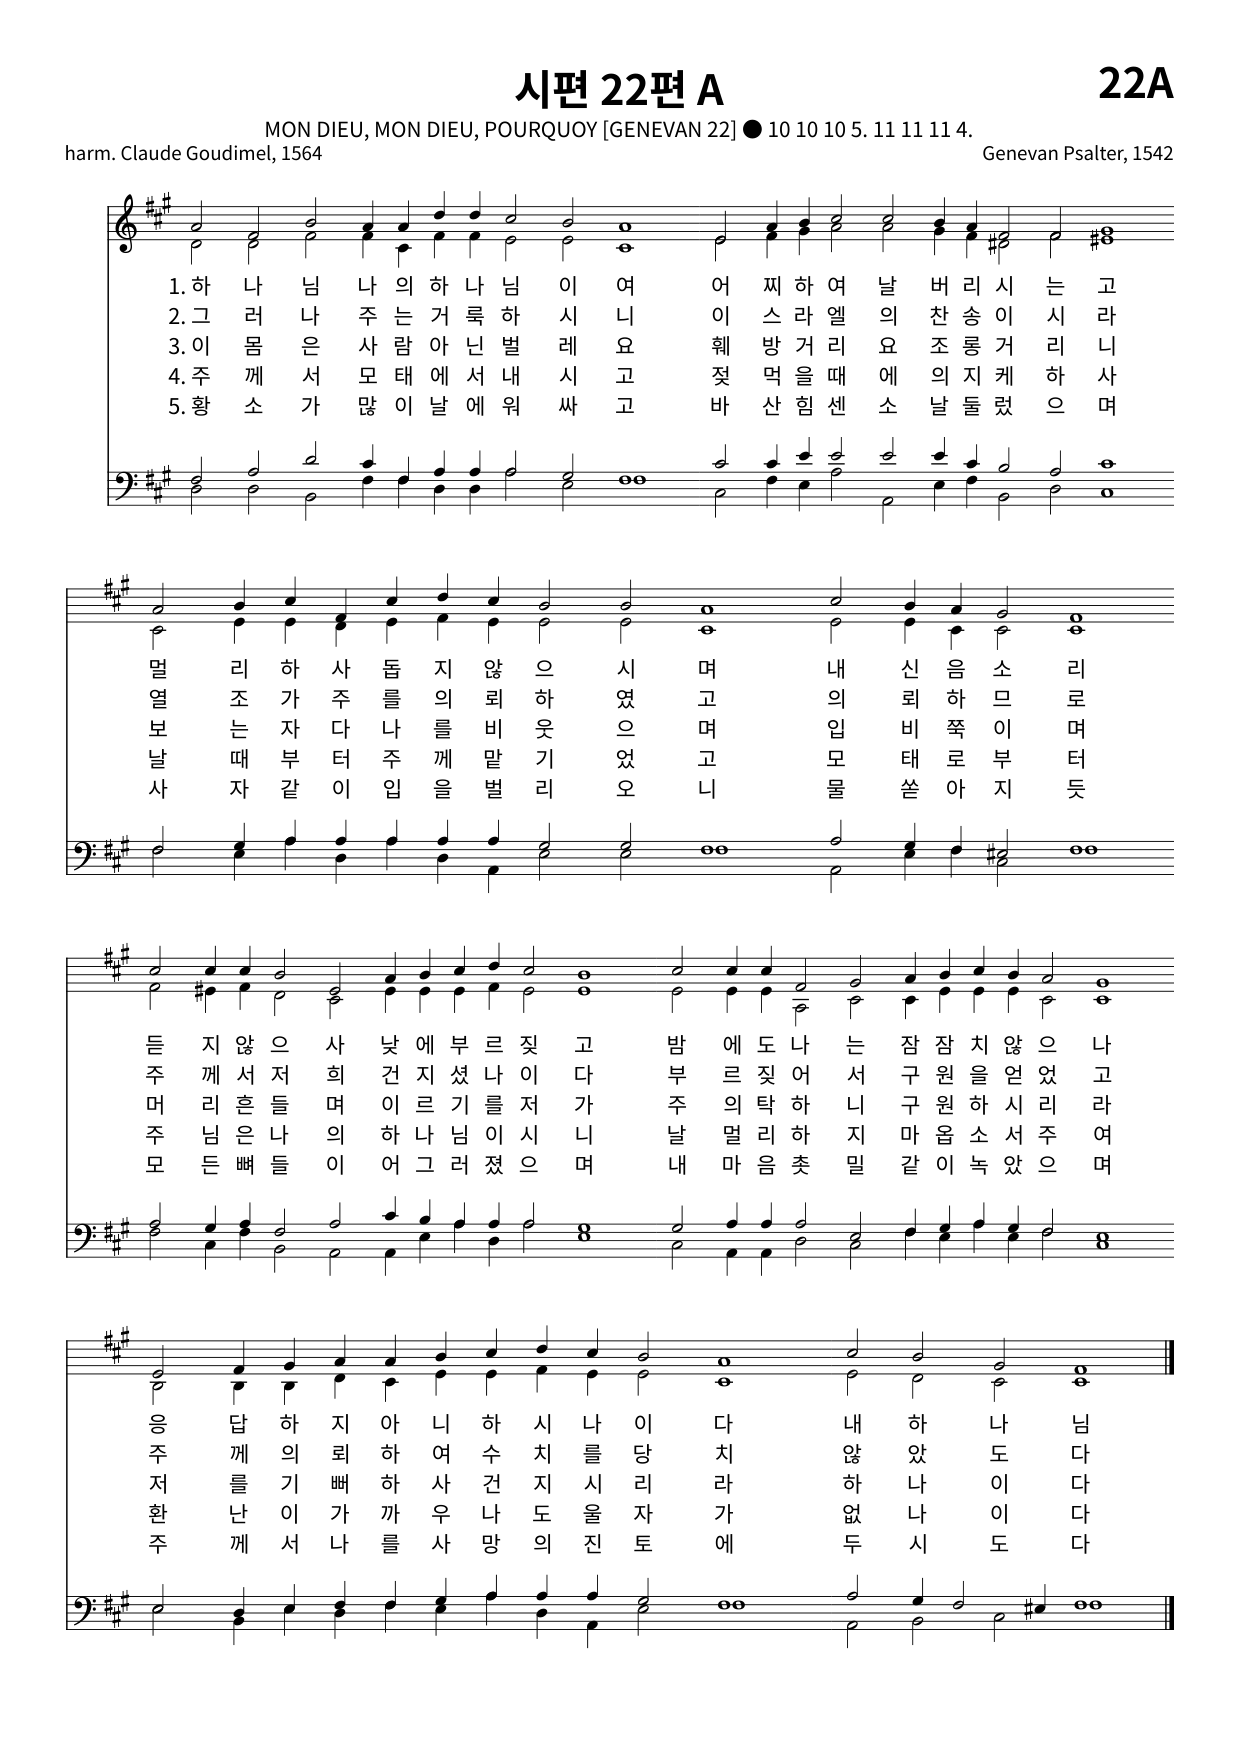 시편 22편 A
22A
MON DIEU, MON DIEU, POURQUOY [GENEVAN 22] ● 10 10 10 5. 11 11 11 4.
harm. Claude Goudimel, 1564
Genevan Psalter, 1542
1. 하 나 님 나 의 하 나 님 이 여 어 찌 하 여 날 버 리 시 는 고
2. 그 러 나 주 는 거 룩 하 시 니 이 스 라 엘 의 찬 송 이 시 라
3. 이 몸 은 사 람 아 닌 벌 레 요 훼 방 거 리 요 조 롱 거 리 니
4. 주 께 서 모 태 에 서 내 시 고 젖 먹 을 때 에 의 지 케 하 사
5. 황 소 가 많 이 날 에 워 싸 고 바 산 힘 센 소 날 둘 렀 으 며
멀 리 하 사 돕 지 않 으 시 며 내 신 음 소 리
열 조 가 주 를 의 뢰 하 였 고 의 뢰 하 므 로
보 는 자 다 나 를 비 웃 으 며 입 비 쭉 이 며
날 때 부 터 주 께 맡 기 었 고 모 태 로 부 터
사 자 같 이 입 을 벌 리 오 니 물 쏟 아 지 듯
듣 지 않 으 사 낮 에 부 르 짖 고 밤 에 도 나 는 잠 잠 치 않 으 나
주 께 서 저 희 건 지 셨 나 이 다 부 르 짖 어 서 구 원 을 얻 었 고
머 리 흔 들 며 이 르 기 를 저 가 주 의 탁 하 니 구 원 하 시 리 라
주 님 은 나 의 하 나 님 이 시 니 날 멀 리 하 지 마 옵 소 서 주 여
모 든 뼈 들 이 어 그 러 졌 으 며 내 마 음 촛 밀 같 이 녹 았 으 며
응 답 하 지 아 니 하 시 나 이 다 내 하 나 님
주 께 의 뢰 하 여 수 치 를 당 치 않 았 도 다
저 를 기 뻐 하 사 건 지 시 리 라 하 나 이 다
환 난 이 가 까 우 나 도 울 자 가 없 나 이 다
주 께 서 나 를 사 망 의 진 토 에 두 시 도 다